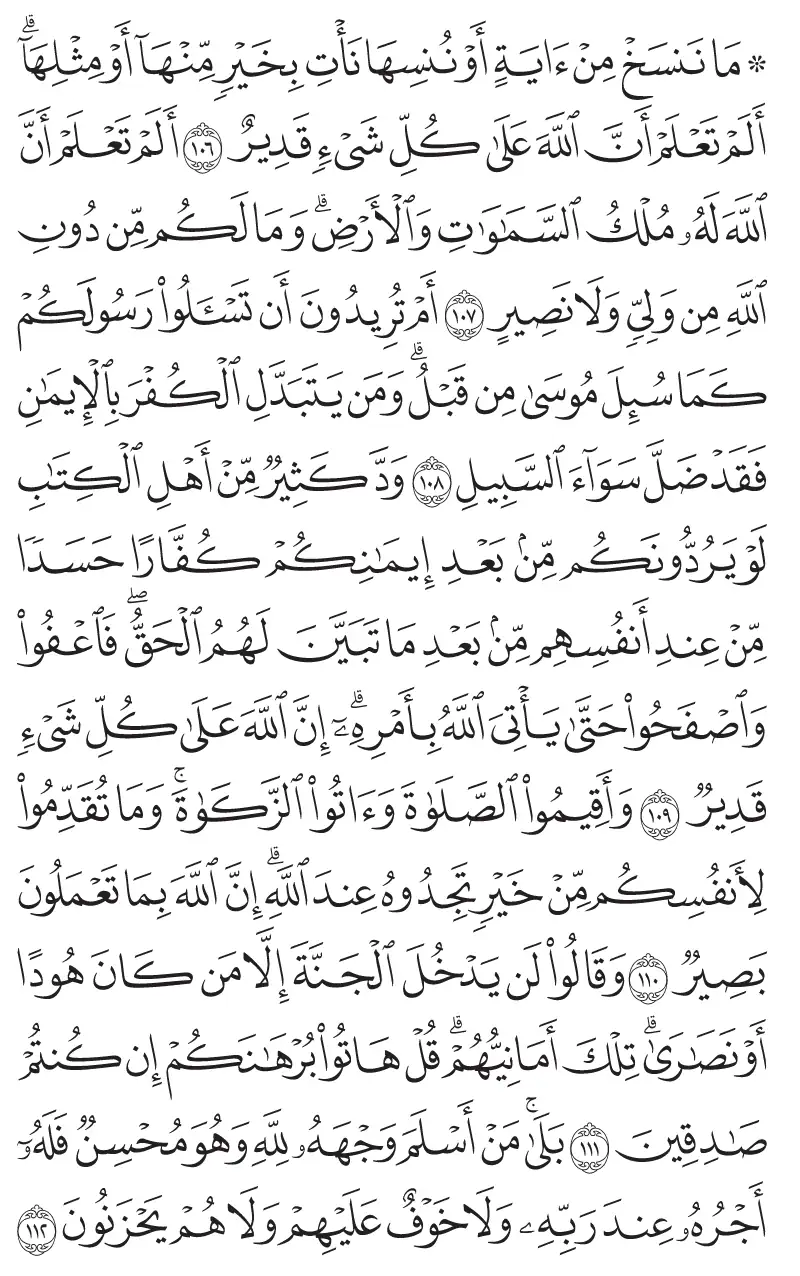 ۞ مَا نَنسَخۡ مِنۡ ءَايَةٍ أَوۡ نُنسِهَا نَأۡتِ بِخَيۡرٖ مِّنۡهَآ أَوۡ مِثۡلِهَآۗ
أَلَمۡ تَعۡلَمۡ أَنَّ ٱللَّهَ عَلَىٰ كُلِّ شَيۡءٖ قَدِيرٌ ١٠٦ أَلَمۡ تَعۡلَمۡ أَنَّ
ٱللَّهَ لَهُۥ مُلۡكُ ٱلسَّمَٰوَٰتِ وَٱلۡأَرۡضِۗ وَمَا لَكُم مِّن دُونِ
ٱللَّهِ مِن وَلِيّٖ وَلَا نَصِيرٍ ١٠٧ أَمۡ تُرِيدُونَ أَن تَسۡـَٔلُواْ رَسُولَكُمۡ
كَمَا سُئِلَ مُوسَىٰ مِن قَبۡلُۗ وَمَن يَتَبَدَّلِ ٱلۡكُفۡرَ بِٱلۡإِيمَٰنِ
فَقَدۡ ضَلَّ سَوَآءَ ٱلسَّبِيلِ ١٠٨ وَدَّ كَثِيرٞ مِّنۡ أَهۡلِ ٱلۡكِتَٰبِ
لَوۡ يَرُدُّونَكُم مِّنۢ بَعۡدِ إِيمَٰنِكُمۡ كُفَّارًا حَسَدٗا
مِّنۡ عِندِ أَنفُسِهِم مِّنۢ بَعۡدِ مَا تَبَيَّنَ لَهُمُ ٱلۡحَقُّۖ فَٱعۡفُواْ
وَٱصۡفَحُواْ حَتَّىٰ يَأۡتِيَ ٱللَّهُ بِأَمۡرِهِۦٓۗ إِنَّ ٱللَّهَ عَلَىٰ كُلِّ شَيۡءٖ
قَدِيرٞ ١٠٩ وَأَقِيمُواْ ٱلصَّلَوٰةَ وَءَاتُواْ ٱلزَّكَوٰةَۚ وَمَا تُقَدِّمُواْ
لِأَنفُسِكُم مِّنۡ خَيۡرٖ تَجِدُوهُ عِندَ ٱللَّهِۗ إِنَّ ٱللَّهَ بِمَا تَعۡمَلُونَ
بَصِيرٞ ١١٠ وَقَالُواْ لَن يَدۡخُلَ ٱلۡجَنَّةَ إِلَّا مَن كَانَ هُودًا
أَوۡ نَصَٰرَىٰۗ تِلۡكَ أَمَانِيُّهُمۡۗ قُلۡ هَاتُواْ بُرۡهَٰنَكُمۡ إِن كُنتُمۡ
صَٰدِقِينَ ١١١ بَلَىٰۚ مَنۡ أَسۡلَمَ وَجۡهَهُۥ لِلَّهِ وَهُوَ مُحۡسِنٞ فَلَهُۥٓ
أَجۡرُهُۥ عِندَ رَبِّهِۦ وَلَا خَوۡفٌ عَلَيۡهِمۡ وَلَا هُمۡ يَحۡزَنُونَ ١١٢